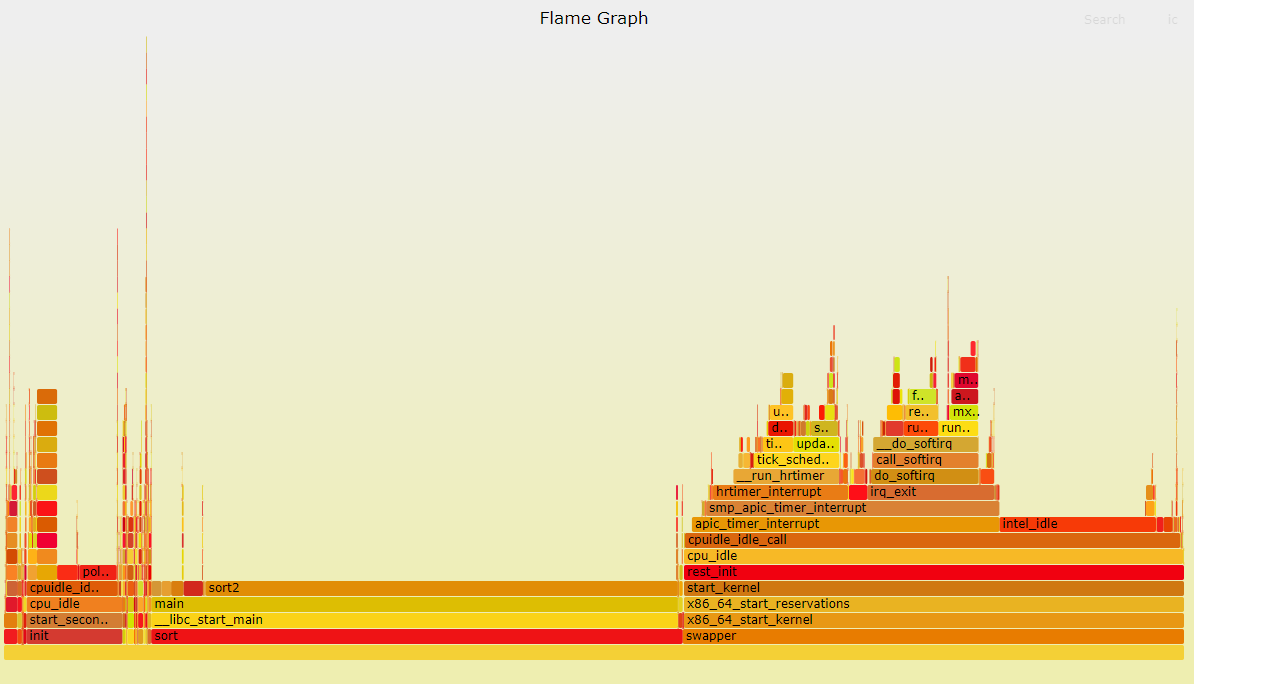 Flame Graph
Search ic
m..
f.. a..
u.. re.. mx..
d.. s.. ru.. run..
ti.. upda.. __do_softirq
tick_sched.. call_softirq
__run_hrtimer do_softirq
hrtimer_interrupt irq_exit
smp_apic_timer_interrupt
apic_timer_interrupt intel_idle
cpuidle_idle_call
cpu_idle
pol.. rest_init
cpuidle_id.. sort2 start_kernel
cpu_idle main x86_64_start_reservations
start_secon.. __libc_start_main x86_64_start_kernel
init sort swapper